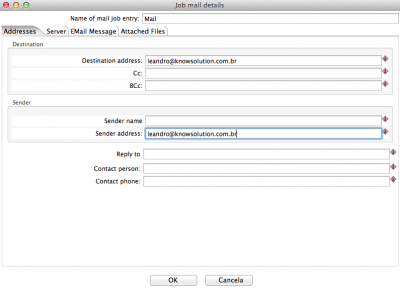 Job mail details
Name of mail job entry: Mail
Addresses Server EMail Message Attached Files
Destination
Destination address: leandro@knowsolution.com.br
Cc:
BCc:
Sender
Sender name
Sender address: leandro@knowsolution.com.br
Reply to
Contact person:
Contact phone:
OK Cancela